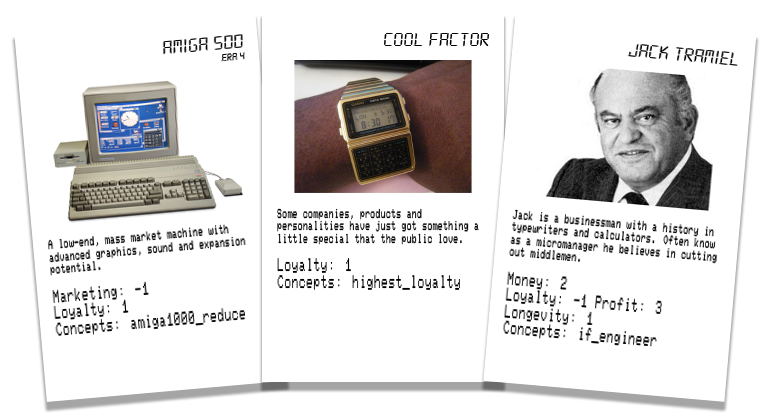 AMIGA 500
ERA 4
A low-end, mass market machine with
advanced graphics, sound and expansion
potential.
Marketing: -1
Loyalty: 1
Concepts: amiga1000_reduce
COOL FACTOR
Some companies, products and
personalities have just got something a
little special that the public love.
Loyalty: 1
Concepts: highest_loyalty
JACK TRAMIEL
Jack is a businessman with a history in
typewriters and calculators. Often know
as a micromanager he believes in cutting
out middlemen.
Money: 2
Loyalty: -1 Profit: 3
Longevity: 1
Concepts: if_engineer